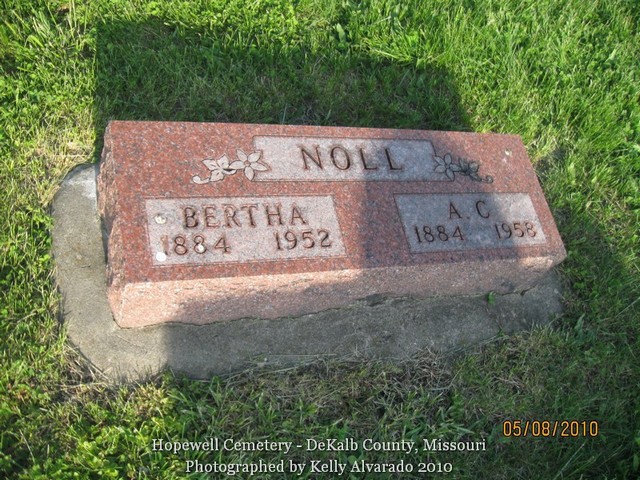 NOLL
BERTHA
1884 1952
A. C
1884 1958
05/08/2010
Hopewell Cemetery - DeKalb County, Missouri
Photographed by Kelly Alvarado 2010